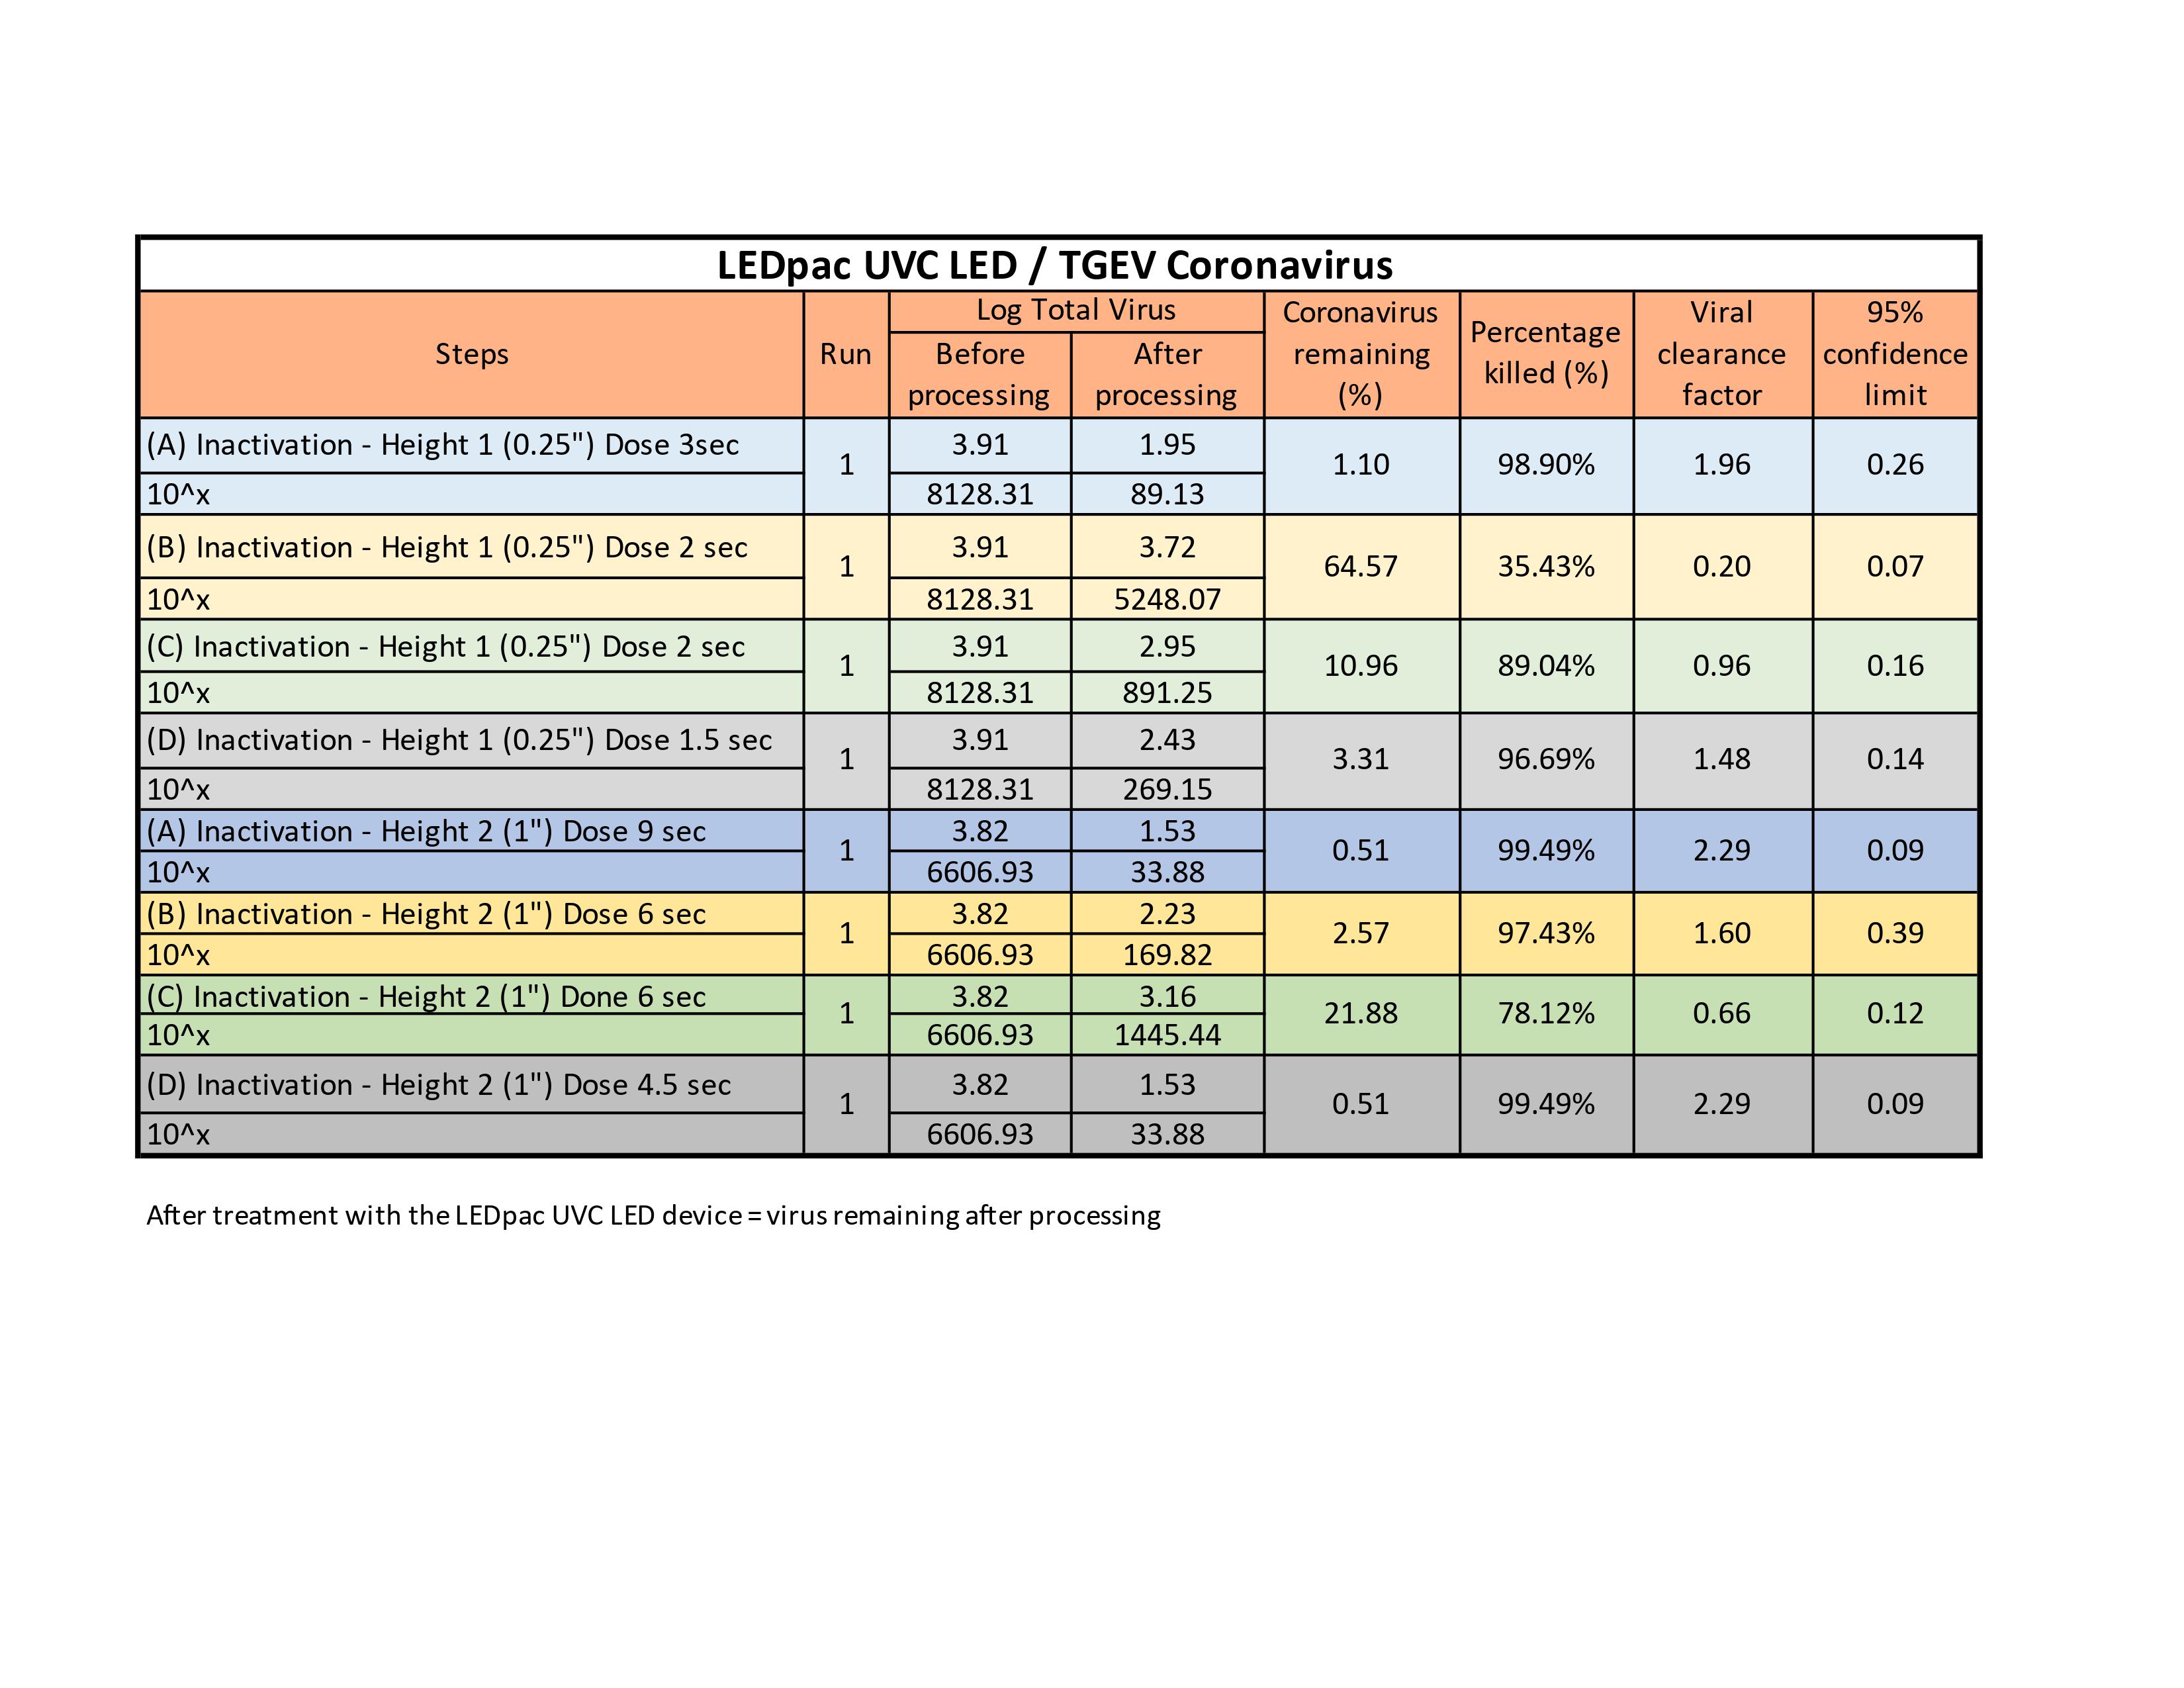 LEDpac UVC LED / TGEV Coronavirus
Steps
Run
Log Total Virus
Before
processing
After
processing
Coronavirus
remaining
(%)
Percentage
killed (%)
Viral
clearance
factor
95%
confidence
limit
(A) Inactivation - Height 1 (0.25") Dose 3sec
1
3.91
1.95
1.10
98.90%
1.96
0.26
10^x
8128.31
89.13
(B) Inactivation - Height 1 (0.25") Dose 2 sec
1
3.91
3.72
64.57
35.43%
0.20
0.07
10^x
8128.31
5248.07
(C) Inactivation - Height 1 (0.25") Dose 2 sec
1
3.91
2.95
10.96
89.04%
0.96
0.16
10^x
8128.31
891.25
(D) Inactivation - Height 1 (0.25") Dose 1.5 sec
1
3.91
2.43
3.31
96.69%
1.48
0.14
10^x
8128.31
269.15
(A) Inactivation - Height 2 (1") Dose 9 sec
1
3.82
1.53
0.51
99.49%
2.29
0.09
10^x
6606.93
33.88
(B) Inactivation - Height 2 (1") Dose 6 sec
1
3.82
2.23
2.57
97.43%
1.60
0.39
10^x
6606.93
169.82
(C) Inactivation - Height 2 (1") Done 6 sec
1
3.82
3.16
21.88
78.12%
0.66
0.12
10^x
6606.93
1445.44
(D) Inactivation - Height 2 (1") Dose 4.5 sec
1
3.82
1.53
0.51
99.49%
2.29
0.09
10^x
6606.93
33.88
After treatment with the LEDpac UVC LED device = virus remaining after processing